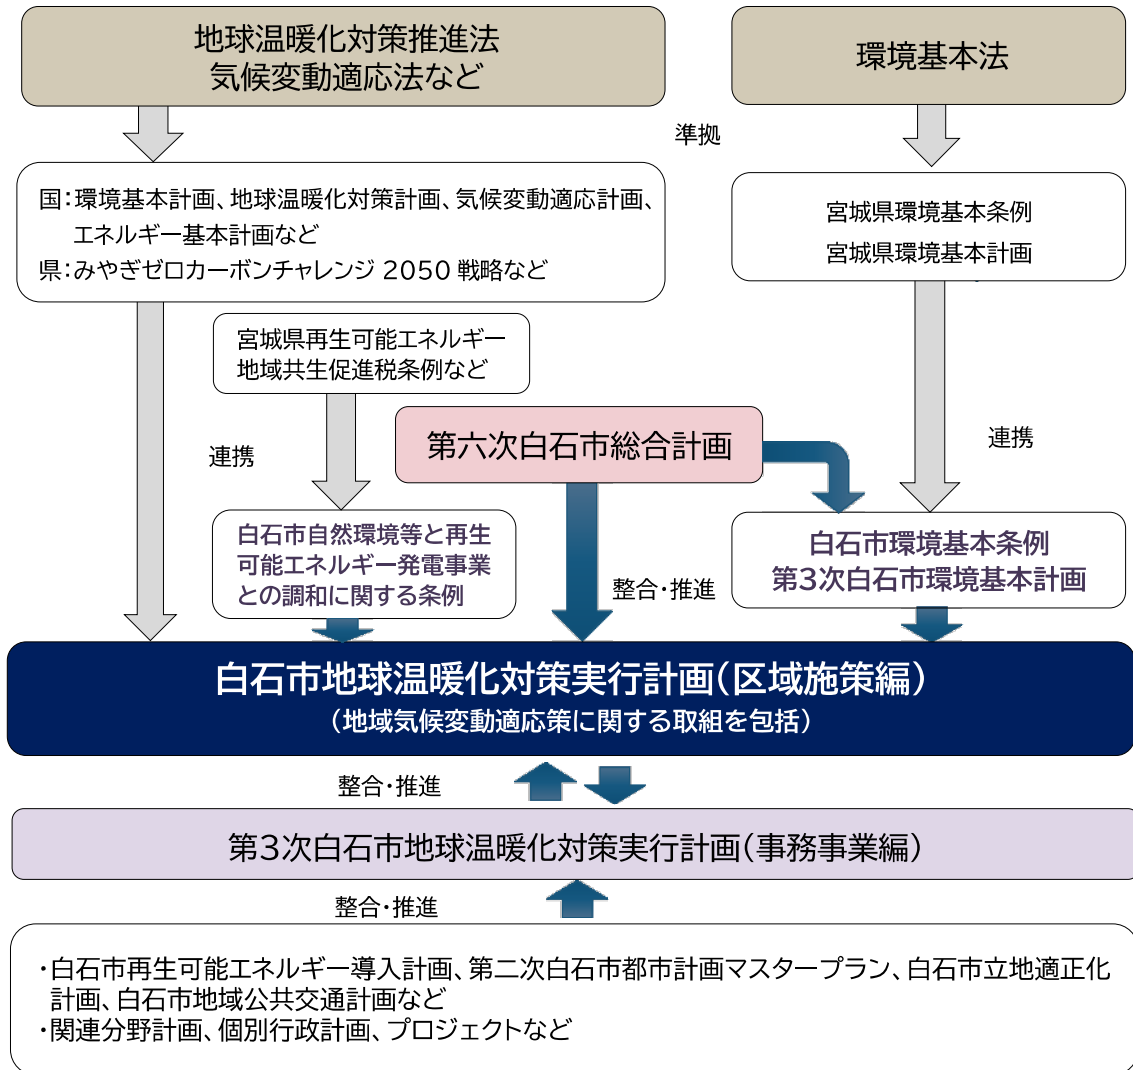 地球温暖化対策推進法
気候変動適応法など
環境基本法
準拠
国：環境基本計画、地球温暖化対策計画、気候変動適応計画、
エネルギー基本計画など
県：みやぎゼロカーボンチャレンジ 2050 戦略など
宮城県環境基本条例
宮城県環境基本計画
宮城県再生可能エネルギー
地域共生促進税条例など
第六次白石市総合計画
連携
連携
白石市自然環境等と再生
可能エネルギー発電事業
との調和に関する条例
整合・推進
白石市環境基本条例
第3次白石市環境基本計画
白石市地球温暖化対策実行計画（区域施策編）
（地域気候変動適応策に関する取組を包括）
整合・推進
第3次白石市地球温暖化対策実行計画（事務事業編）
整合・推進
・白石市再生可能エネルギー導入計画、第二次白石市都市計画マスタープラン、白石市立地適正化
計画、白石市地域公共交通計画など
・関連分野計画、個別行政計画、プロジェクトなど